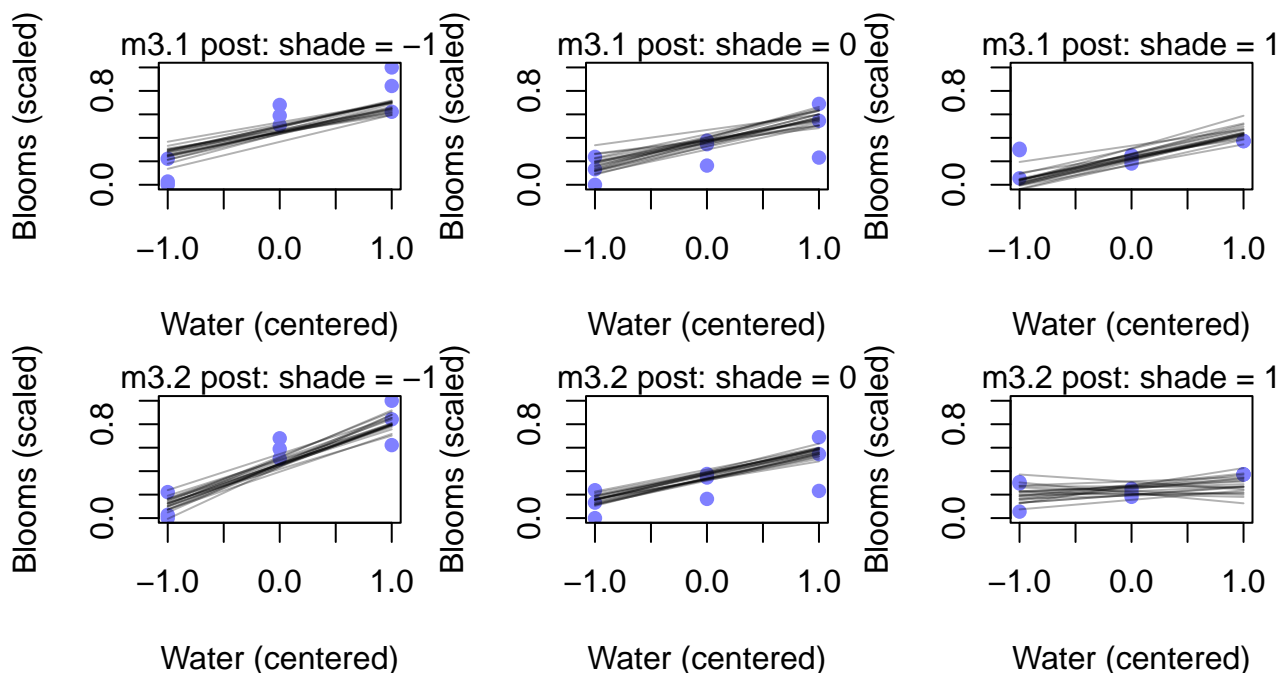 m3.1 post: shade = −1
Blooms (scaled)
0.8
0.0
−1.0 0.0 1.0
Water (centered)
m3.1 post: shade = 0
Blooms (scaled)
0.8
0.0
−1.0 0.0 1.0
Water (centered)
m3.1 post: shade = 1
Blooms (scaled)
0.8
0.0
−1.0 0.0 1.0
Water (centered)
m3.2 post: shade = −1
Blooms (scaled)
0.8
0.0
−1.0 0.0 1.0
Water (centered)
m3.2 post: shade = 0
Blooms (scaled)
0.8
0.0
−1.0 0.0 1.0
Water (centered)
m3.2 post: shade = 1
Blooms (scaled)
0.8
0.0
−1.0 0.0 1.0
Water (centered)